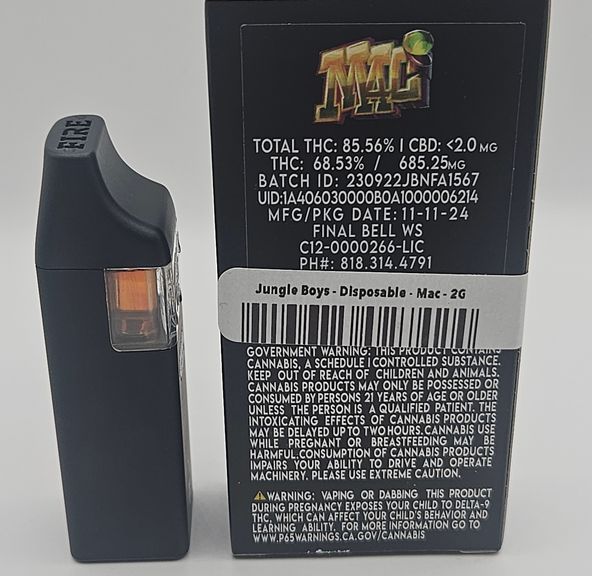 FIRE
MAC
TOTAL THC: 85.56% | CBD: <2.0 MG
THC: 68.53% / 685.25MG
BATCH ID: 230922JBNFA1567
UID:1A406030000B0A1000006214
MFG/PKG DATE: 11-11-24
FINAL BELL WS
C12-0000266-LIC
PH#: 818.314.4791
Jungle Boys - Disposable - Mac - 2G
GOVERNMENT WARNING: THIS PRODUCT CONTAINS
CANNABIS, A SCHEDULE I CONTROLLED SUBSTANCE.
KEEP OUT OF REACH OF CHILDREN AND ANIMALS.
CANNABIS PRODUCTS MAY ONLY BE POSSESSED OR
CONSUMED BY PERSONS 21 YEARS OF AGE OR OLDER
UNLESS THE PERSON IS A QUALIFIED PATIENT. THE
INTOXICATING EFFECTS OF CANNABIS PRODUCTS
MAY BE DELAYED UP TO TWO HOURS. CANNABIS USE
WHILE PREGNANT OR BREASTFEEDING MAY BE
HARMFUL.CONSUMPTION OF CANNABIS PRODUCTS
IMPAIRS YOUR ABILITY TO DRIVE AND OPERATE
MACHINERY. PLEASE USE EXTREME CAUTION.
⚠WARNING: VAPING OR DABBING THIS PRODUCT
DURING PREGNANCY EXPOSES YOUR CHILD TO DELTA-9
THC, WHICH CAN AFFECT YOUR CHILD'S BEHAVIOR AND
LEARNING ABILITY. FOR MORE INFORMATION GO TO
WWW.P65WARNINGS.CA.GOV/CANNABIS